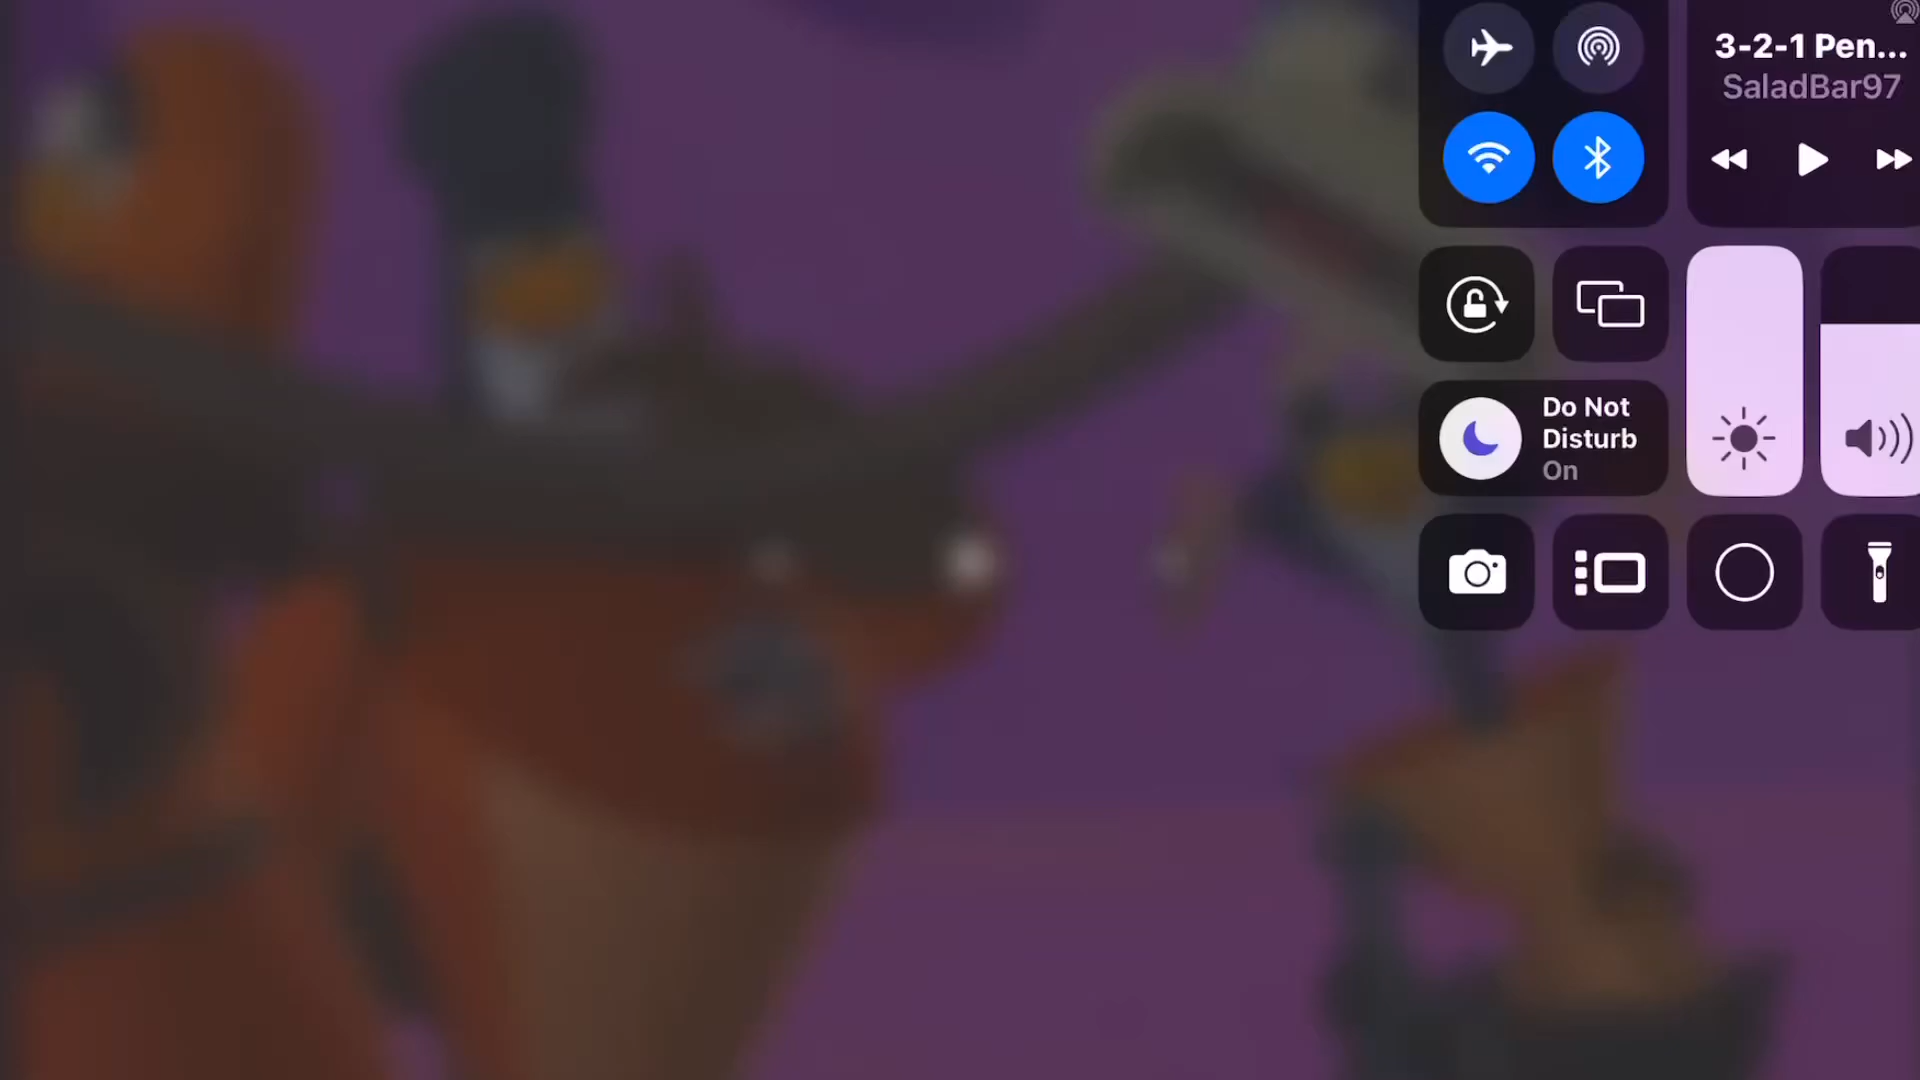 3-2-1 Pen...
SaladBar97
Do Not
Disturb
On